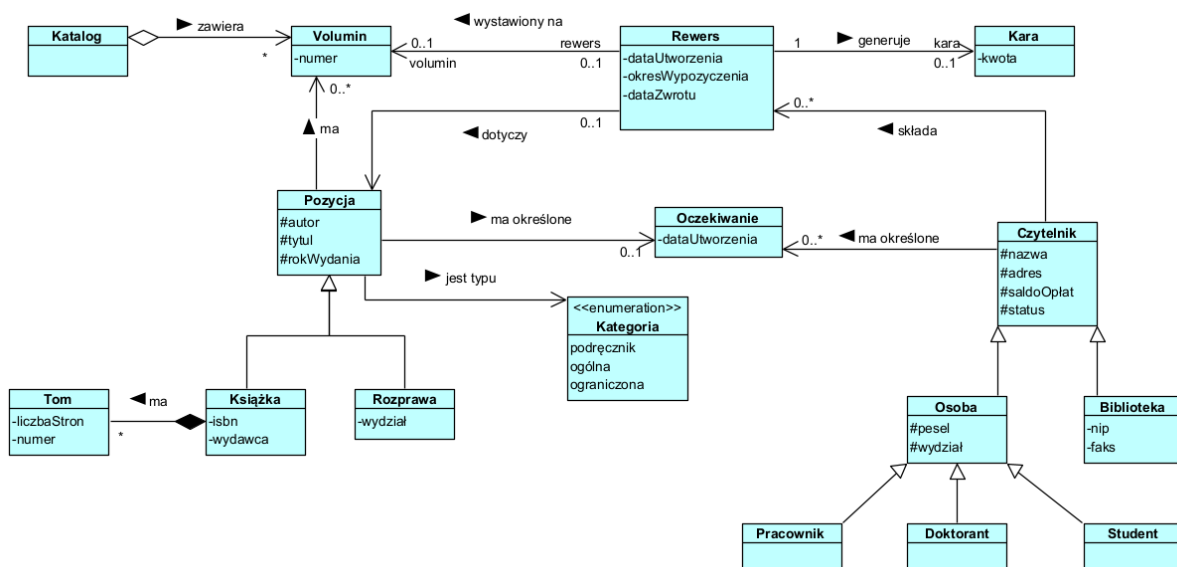 Katalog
zawiera
*
Volumin
-numer
wystawiony na
0..1
volumin
rewers
0..1
Rewers
-dataUtworzenia
-okresWypozyczenia
-dataZwrotu
1
generuje
kara
0..1
Kara
-kwota
0..*
ma
dotyczy
0..1
0..*
składa
Pozycja
#autor
#tytul
#rokWydania
ma określone
0..1
Oczekiwanie
-dataUtworzenia
0..*
ma określone
Czytelnik
#nazwa
#adres
#saldoOpłat
#status
jest typu
<<enumeration>>
Kategoria
podręcznik
ogólna
ograniczona
Tom
-liczbaStron
-numer
ma
*
Książka
-isbn
-wydawca
Rozprawa
-wydział
Osoba
#pesel
#wydział
Biblioteka
-nip
-faks
Pracownik
Doktorant
Student